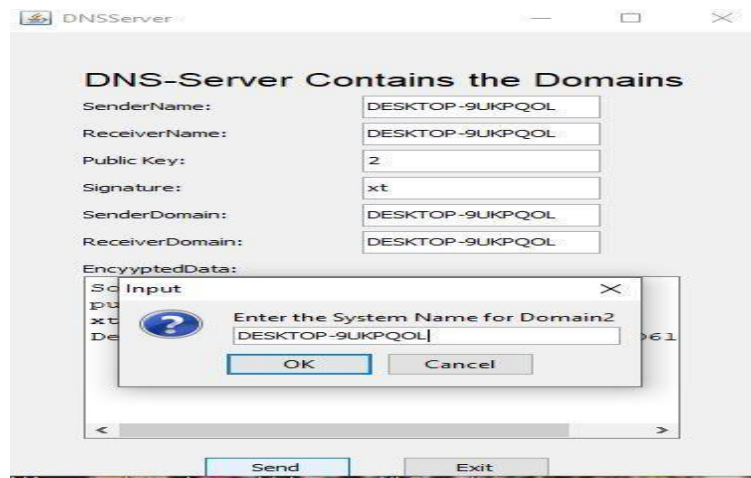 DNSServer
DNS-Server Contains the Domains
SenderName: DESKTOP-9UKPQOL
ReceiverName: DESKTOP-9UKPQOL
Public Key: 2
Signature: xt
SenderDomain: DESKTOP-9UKPQOL
ReceiverDomain: DESKTOP-9UKPQOL
EncyyptedData:
Input
Enter the System Name for Domain2
DESKTOP-9UKPQOL
OK Cancel
xt
Send Exit